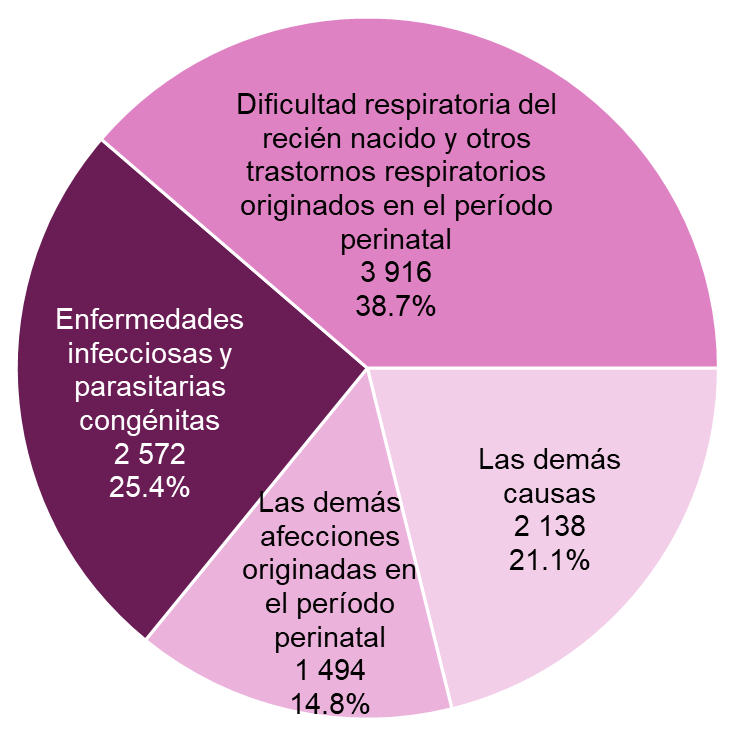 Dificultad respiratoria del
recién nacido y otros
trastornos respiratorios
originados en el período
perinatal
3 916
38.7%
Enfermedades
infecciosas y
parasitarias
congénitas
2 572
25.4%
Las demás
afecciones
originadas en
el período
perinatal
1 494
14.8%
Las demás
causas
2 138
21.1%